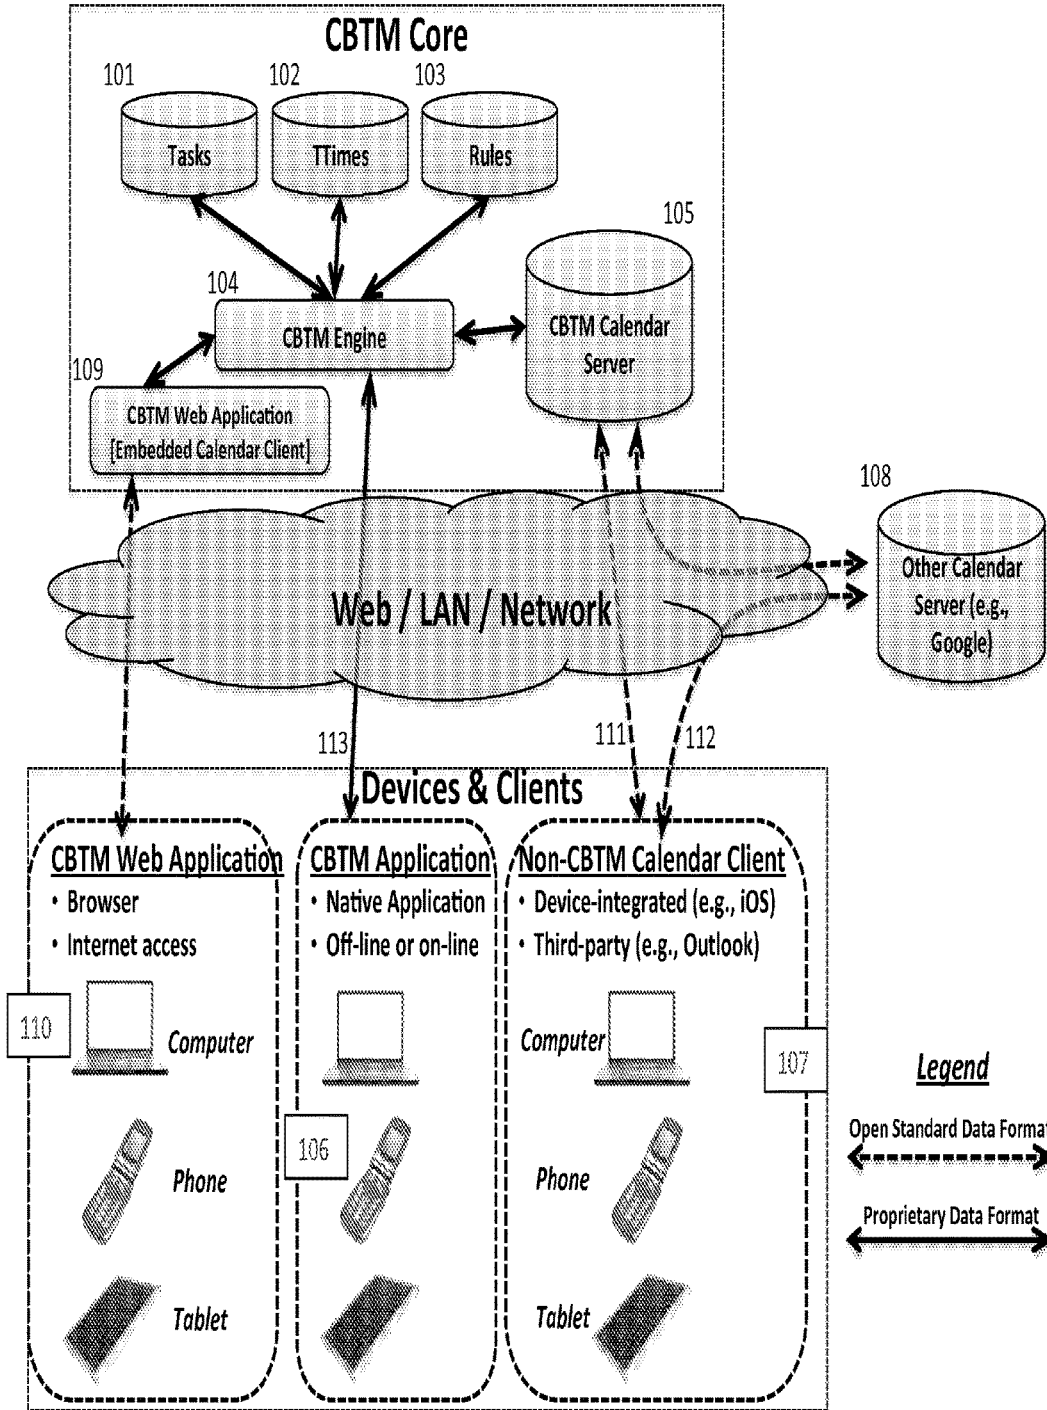 CBTM Core
101
102
103
Tasks
TTimes
Rules
105
104
CBTM Engine
CBTM Calendar
Server
109
CBTM Web Application
[Embedded Calendar Client]
108
Other Calendar
Server (e.g.,
Google)
Web / LAN / Network
113
111
112
Devices & Clients
CBTM Web Application
• Browser
• Internet access
110
Computer
Phone
Tablet
CBTM Application
• Native Application
• Off-line or on-line
106
Non-CBTM Calendar Client
• Device-integrated (e.g., iOS)
• Third-party (e.g., Outlook)
Computer
107
Phone
Tablet
Legend
Open Standard Data Format
Proprietary Data Format